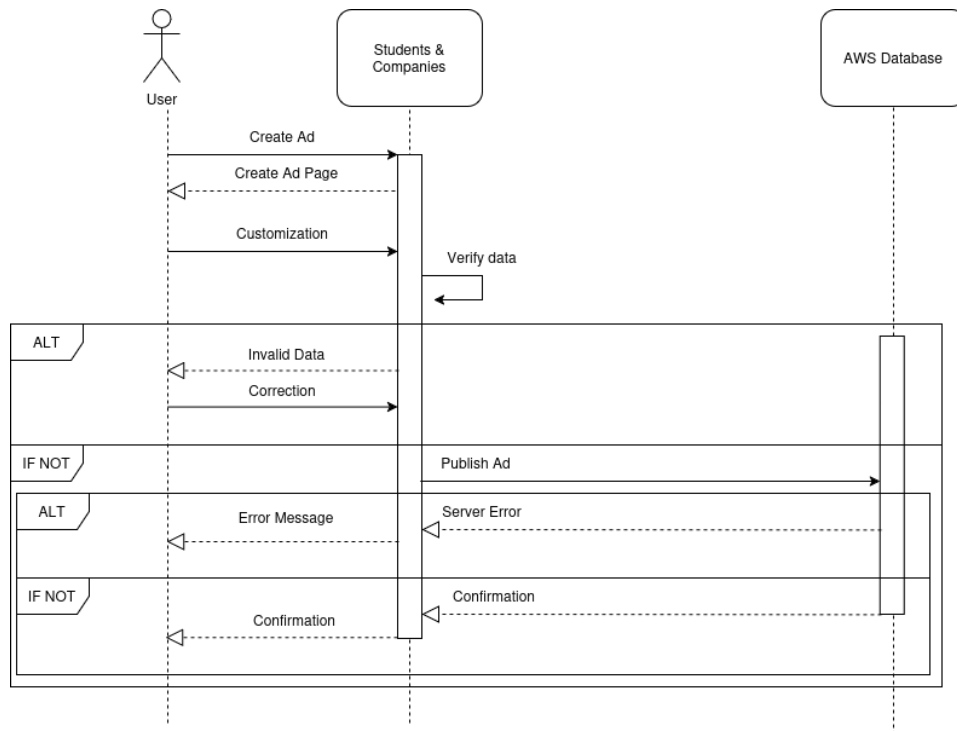 Students &
Companies
AWS Database
User
Create Ad
Create Ad Page
Customization
Verify data
ALT
Invalid Data
Correction
IF NOT
Publish Ad
ALT
Error Message
Server Error
IF NOT
Confirmation
Confirmation